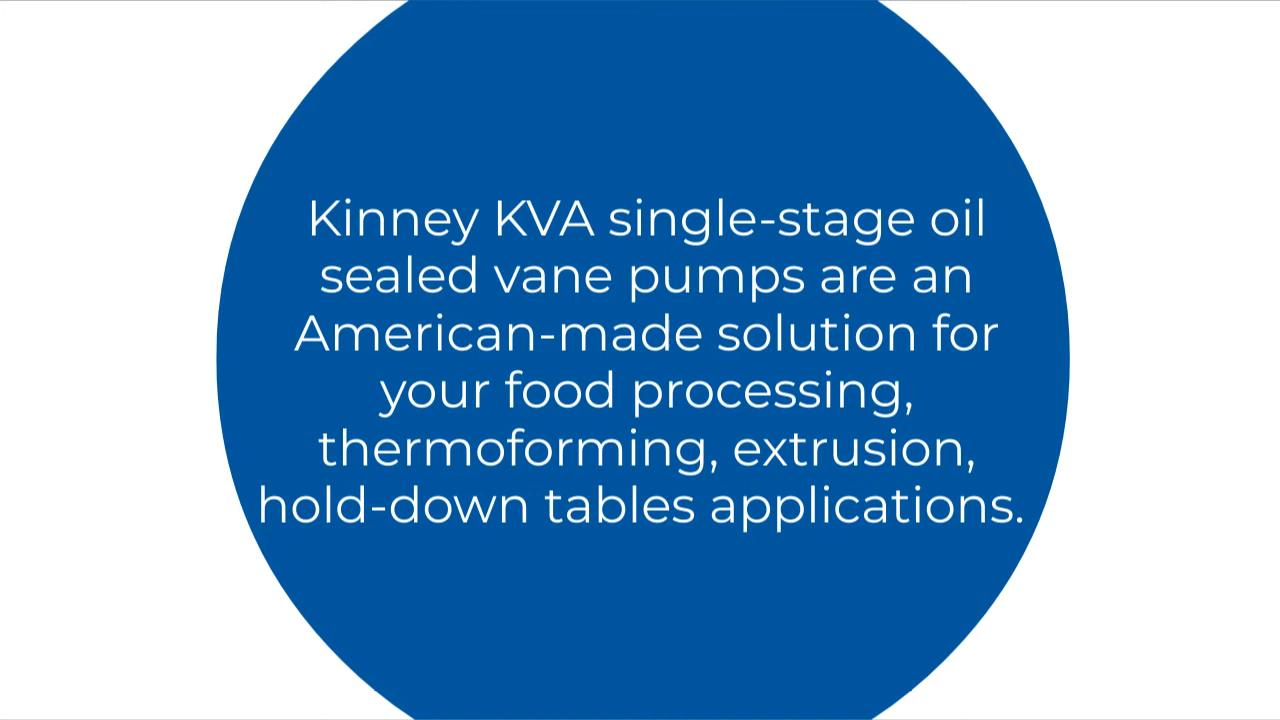 Kinney KVA single-stage oil
sealed vane pumps are an
American-made solution for
your food processing,
thermoforming, extrusion,
hold-down tables applications.